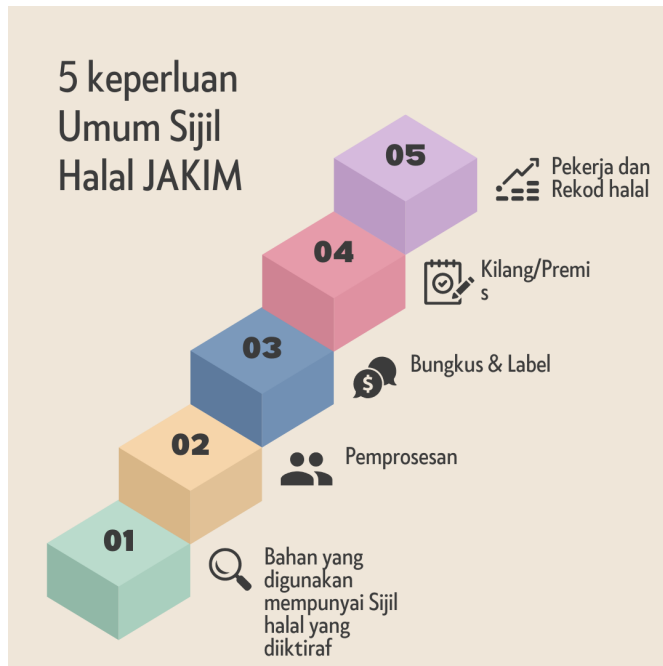 5 keperluan
Umum Sijil
Halal JAKIM
05
Pekerja dan
Rekod halal
04
Kilang/Premi
s
03
$
Bungkus & Label
02
Pemprosesan
01
Bahan yang
digunakan
mempunyai Sijil
halal yang
diiktiraf